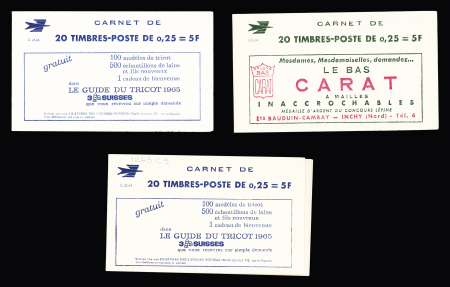 CARNET DE
20 TIMBRES-POSTE DE 0,25 = 5F
gratuit
100 modèles de tricot
500 échantillons de laine
et fils nouveaux
1 cadeau de bienvenue
dans
LE GUIDE DU TRICOT 1965
3 SUISSES
que vous recevrez sur simple demande
CARNET DE
20 TIMBRES-POSTE DE 0,25 = 5F
Mesdames, Mesdemoiselles, demandez...
LE BAS
BAS
CARAT
CARAT
A MAILLES
INACCROCHABLES
MÉDAILLE D'ARGENT DU CONCOURS LÉPINE
Éts BAUDUIN-CAMBAY - INCHY (Nord) - Tél. 6
CARNET DE
20 TIMBRES-POSTE DE 0,25 = 5F
gratuit
100 modèles de tricot
500 échantillons de laine
et fils nouveaux
1 cadeau de bienvenue
dans
LE GUIDE DU TRICOT 1965
3 SUISSES
que vous recevrez sur simple demande